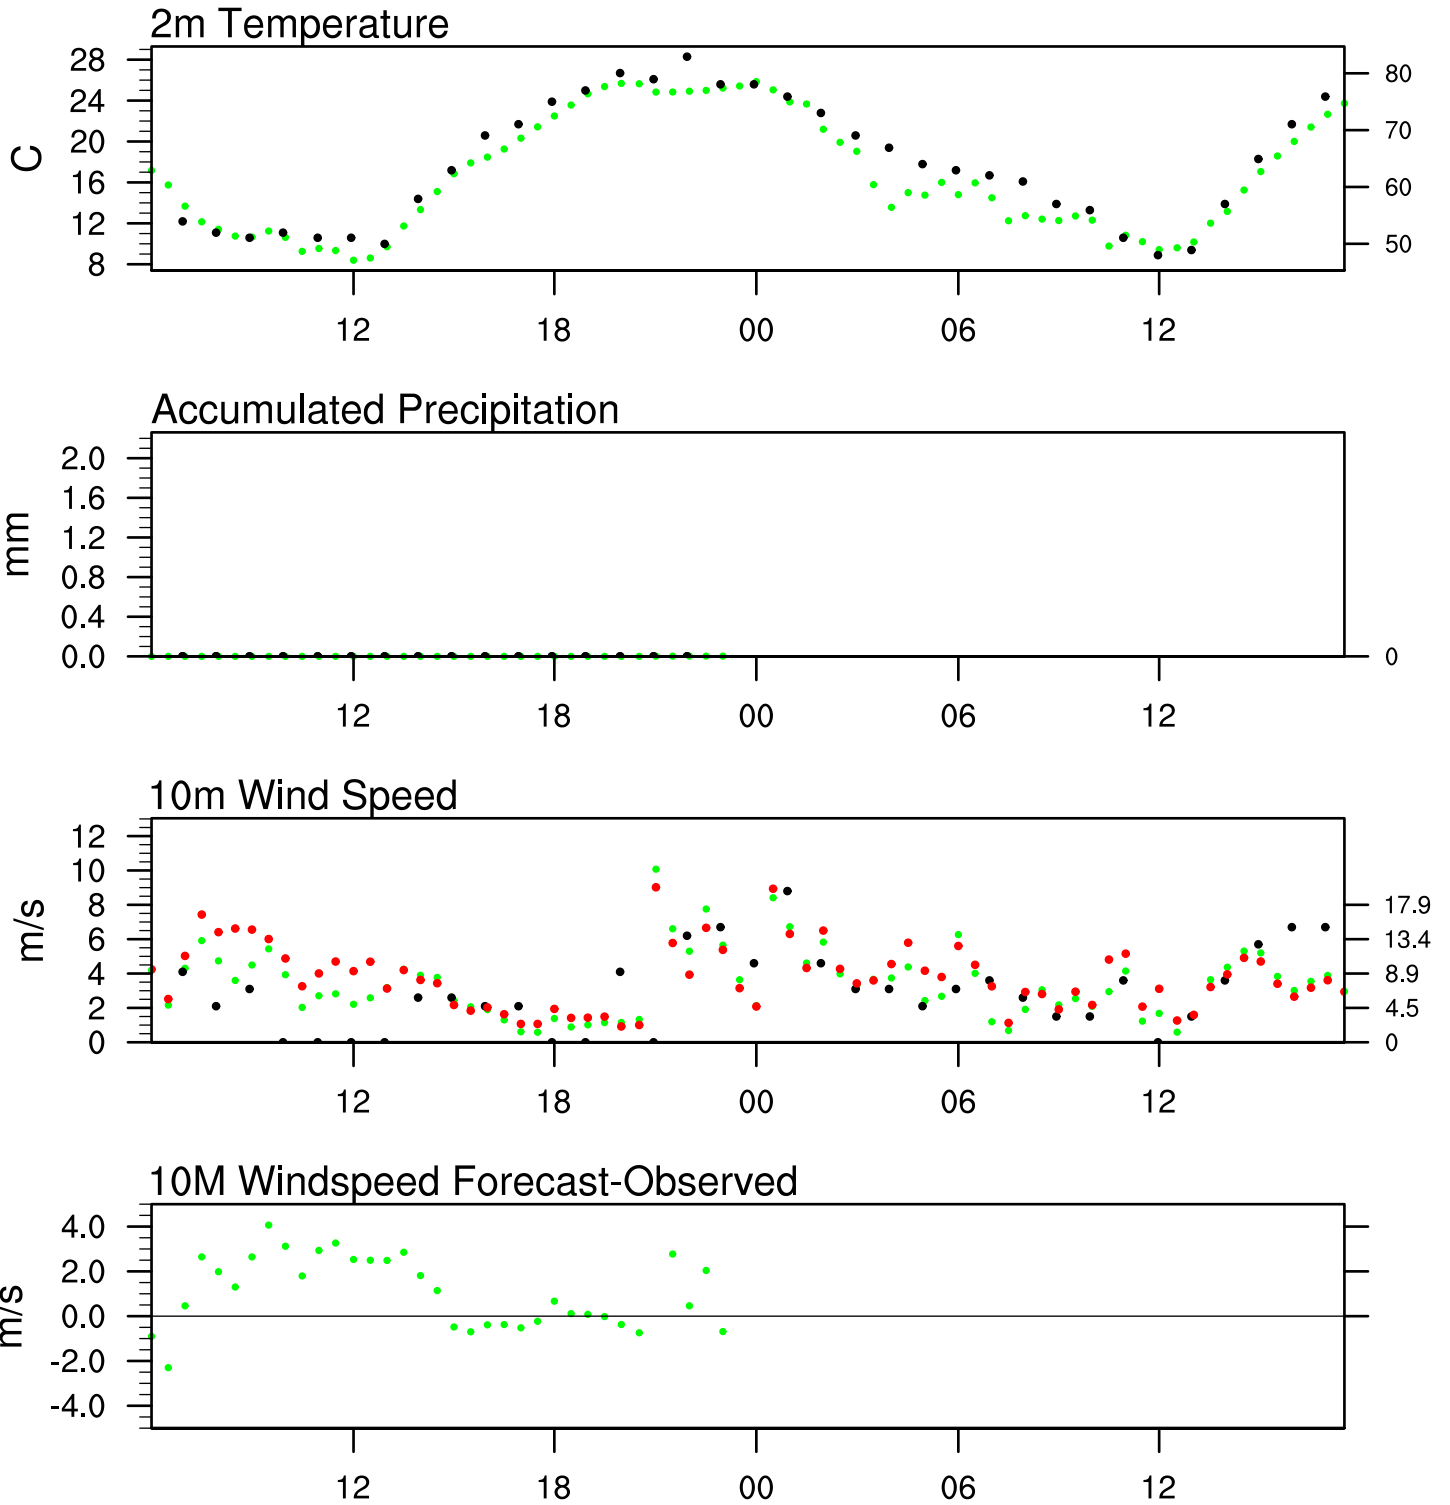 2m Temperature
28
24
20
16
12
8
C
80
70
60
50
12 18 00 06 12
Accumulated Precipitation
2.0
1.6
1.2
0.8
0.4
0.0
mm
0
12 18 00 06 12
10m Wind Speed
12
10
8
6
4
2
0
m/s
17.9
13.4
8.9
4.5
0
12 18 00 06 12
10M Windspeed Forecast-Observed
4.0
2.0
0.0
-2.0
-4.0
m/s
12 18 00 06 12